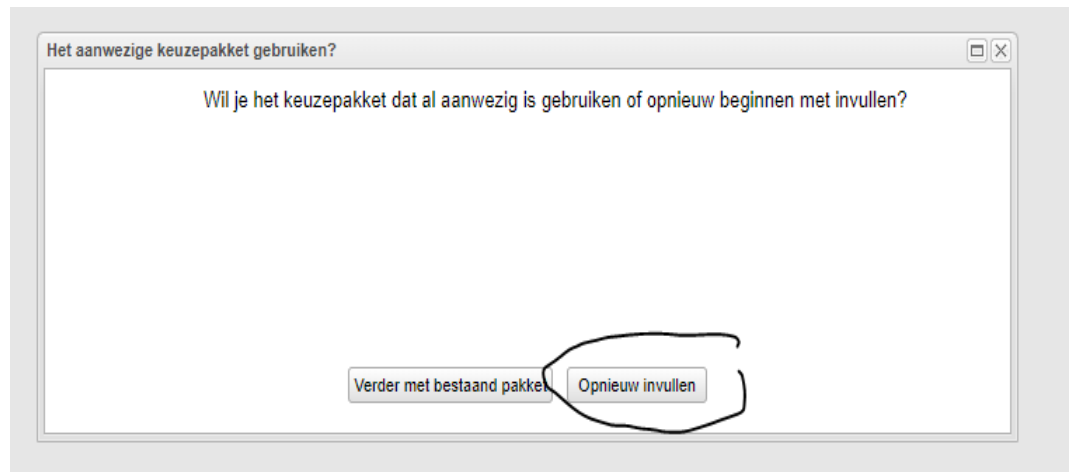 Het aanwezige keuzepakket gebruiken?
Wil je het keuzepakket dat al aanwezig is gebruiken of opnieuw beginnen met invullen?
Verder met bestaand pakket
Opnieuw invullen